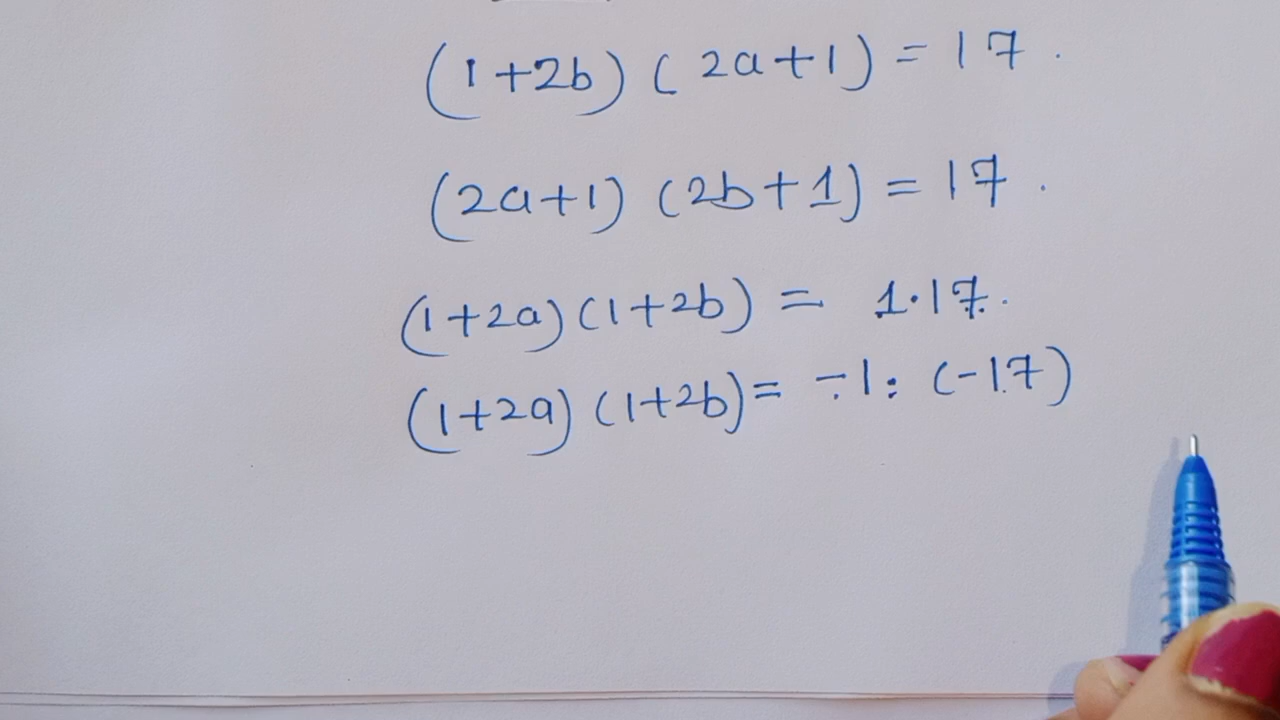 (1+2b) (2a+1) = 17.
(2a+1) (2b+1) = 17.
(1+2a) (1+2b) = 1·17.
(1+2a) (1+2b) = -1. (-17)